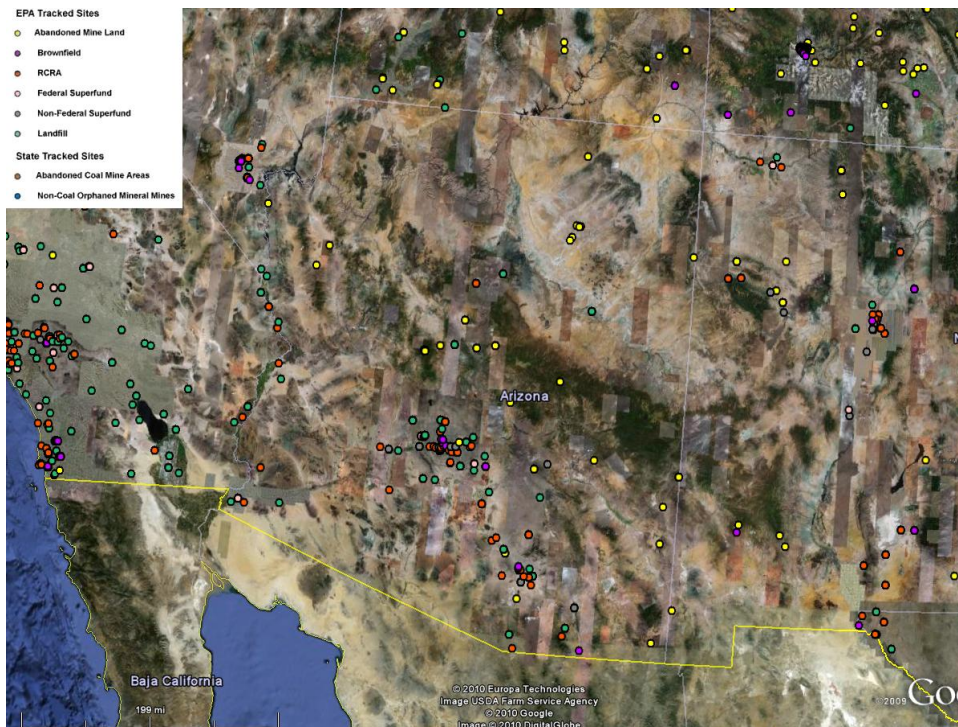 EPA Tracked Sites
Abandoned Mine Land
Brownfield
RCRA
Federal Superfund
Non-Federal Superfund
Landfill
State Tracked Sites
Abandoned Coal Mine Areas
Non-Coal Orphaned Mineral Mines
N
Arizona
Baja California
199 mi
© 2010 Europa Technologies
Image USDA Farm Service Agency
© 2010 Google
Image © 2010 DigitalGlobe
©2009
Goo